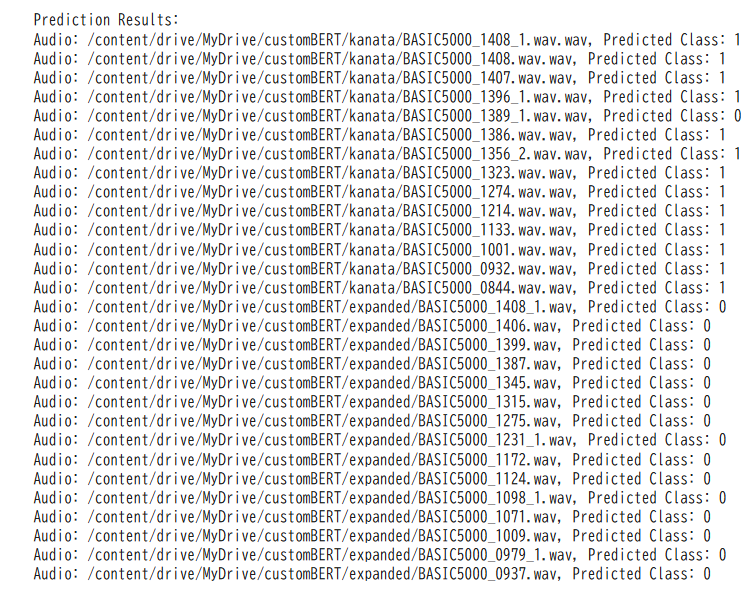 Prediction Results:
Audio: /content/drive/MyDrive/customBERT/kanata/BASIC5000_1408_1.wav.wav, Predicted Class: 1
Audio: /content/drive/MyDrive/customBERT/kanata/BASIC5000_1408.wav.wav, Predicted Class: 1
Audio: /content/drive/MyDrive/customBERT/kanata/BASIC5000_1407.wav.wav, Predicted Class: 1
Audio: /content/drive/MyDrive/customBERT/kanata/BASIC5000_1396_1.wav.wav, Predicted Class: 1
Audio: /content/drive/MyDrive/customBERT/kanata/BASIC5000_1389_1.wav.wav, Predicted Class: 0
Audio: /content/drive/MyDrive/customBERT/kanata/BASIC5000_1386.wav.wav, Predicted Class: 1
Audio: /content/drive/MyDrive/customBERT/kanata/BASIC5000_1356_2.wav.wav, Predicted Class: 1
Audio: /content/drive/MyDrive/customBERT/kanata/BASIC5000_1323.wav.wav, Predicted Class: 1
Audio: /content/drive/MyDrive/customBERT/kanata/BASIC5000_1274.wav.wav, Predicted Class: 1
Audio: /content/drive/MyDrive/customBERT/kanata/BASIC5000_1214.wav.wav, Predicted Class: 1
Audio: /content/drive/MyDrive/customBERT/kanata/BASIC5000_1133.wav.wav, Predicted Class: 1
Audio: /content/drive/MyDrive/customBERT/kanata/BASIC5000_1001.wav.wav, Predicted Class: 1
Audio: /content/drive/MyDrive/customBERT/kanata/BASIC5000_0932.wav.wav, Predicted Class: 1
Audio: /content/drive/MyDrive/customBERT/kanata/BASIC5000_0844.wav.wav, Predicted Class: 1
Audio: /content/drive/MyDrive/customBERT/expanded/BASIC5000_1408_1.wav, Predicted Class: 0
Audio: /content/drive/MyDrive/customBERT/expanded/BASIC5000_1406.wav, Predicted Class: 0
Audio: /content/drive/MyDrive/customBERT/expanded/BASIC5000_1399.wav, Predicted Class: 0
Audio: /content/drive/MyDrive/customBERT/expanded/BASIC5000_1387.wav, Predicted Class: 0
Audio: /content/drive/MyDrive/customBERT/expanded/BASIC5000_1345.wav, Predicted Class: 0
Audio: /content/drive/MyDrive/customBERT/expanded/BASIC5000_1315.wav, Predicted Class: 0
Audio: /content/drive/MyDrive/customBERT/expanded/BASIC5000_1275.wav, Predicted Class: 0
Audio: /content/drive/MyDrive/customBERT/expanded/BASIC5000_1231_1.wav, Predicted Class: 0
Audio: /content/drive/MyDrive/customBERT/expanded/BASIC5000_1172.wav, Predicted Class: 0
Audio: /content/drive/MyDrive/customBERT/expanded/BASIC5000_1124.wav, Predicted Class: 0
Audio: /content/drive/MyDrive/customBERT/expanded/BASIC5000_1098_1.wav, Predicted Class: 0
Audio: /content/drive/MyDrive/customBERT/expanded/BASIC5000_1071.wav, Predicted Class: 0
Audio: /content/drive/MyDrive/customBERT/expanded/BASIC5000_1009.wav, Predicted Class: 0
Audio: /content/drive/MyDrive/customBERT/expanded/BASIC5000_0979_1.wav, Predicted Class: 0
Audio: /content/drive/MyDrive/customBERT/expanded/BASIC5000_0937.wav, Predicted Class: 0